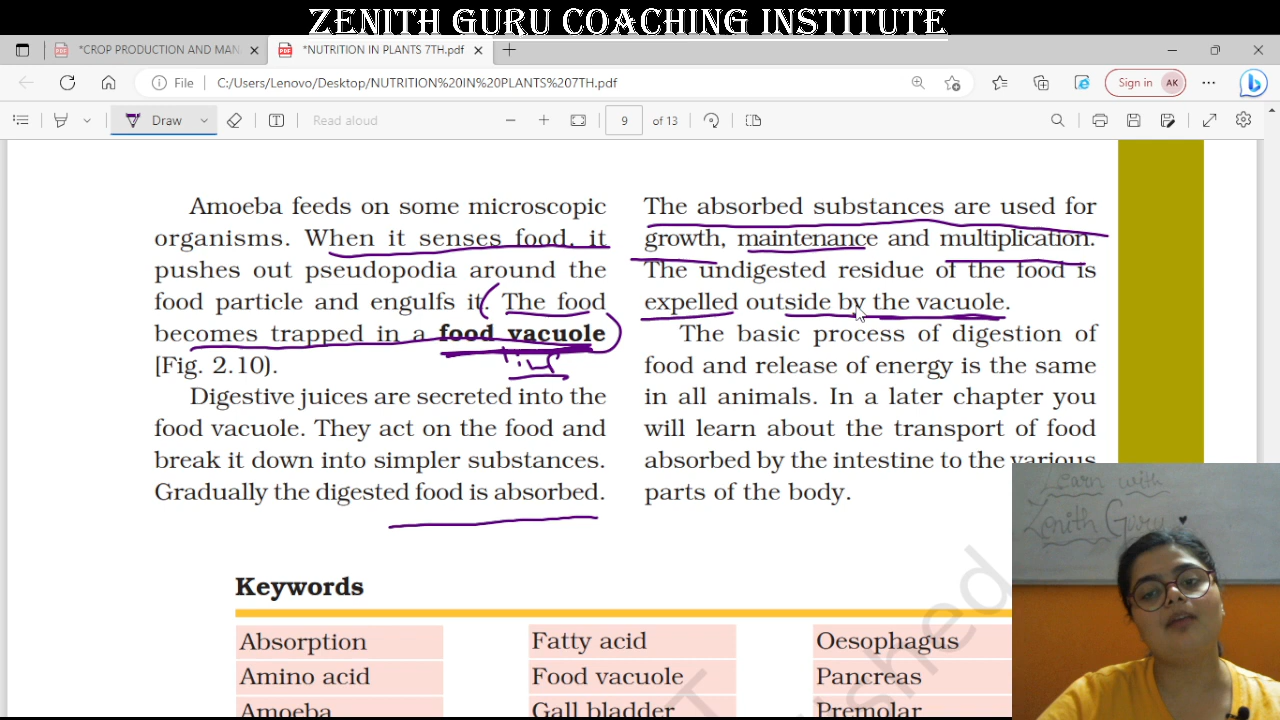 ZENITH GURU COACHING INSTITUTE
*CROP PRODUCTION AND MAN
*NUTRITION IN PLANTS 7TH.pdf
File
C:/Users/Lenovo/Desktop/NUTRITION%20IN%20PLANTS%207TH.pdf
Sign in
AK
Draw
Read aloud
9
of 13
Amoeba feeds on some microscopic
organisms. When it senses food, it
pushes out pseudopodia around the
food particle and engulfs it. The food
becomes trapped in a food vacuole
[Fig. 2.10).
Digestive juices are secreted into the
food vacuole. They act on the food and
break it down into simpler substances.
Gradually the digested food is absorbed.
The absorbed substances are used for
growth, maintenance and multiplication.
The undigested residue of the food is
expelled outside by the vacuole.
The basic process of digestion of
food and release of energy is the same
in all animals. In a later chapter you
will learn about the transport of food
absorbed by the intestine to the various
parts of the body.
Learn with
Zenith Guru
Keywords
Absorption
Fatty acid
Oesophagus
Amino acid
Food vacuole
Pancreas
Amoeba
Gall bladder
Premolar